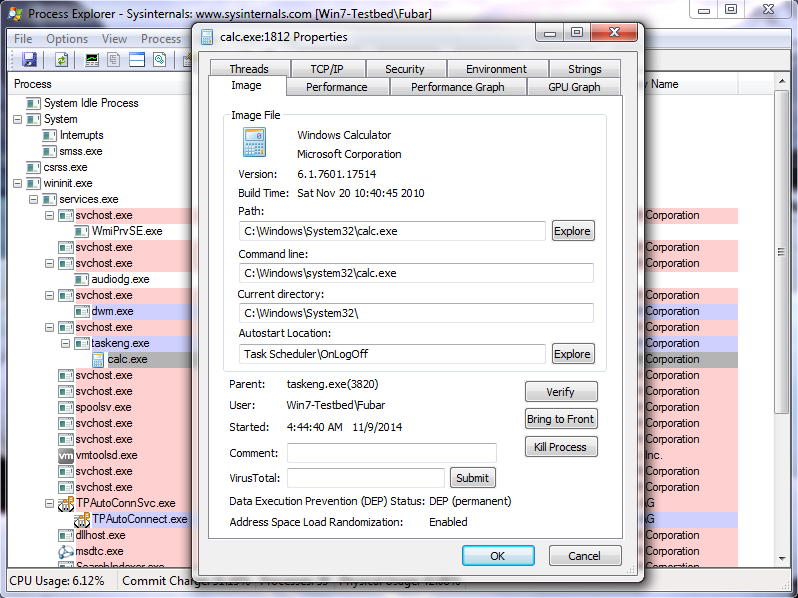 Process Explorer - Sysinternals: www.sysinternals.com [Win7-Testbed\Fubar]
File Options View Process
calc.exe:1812 Properties
Threads TCP/IP Security Environment Strings
Image Performance Performance Graph GPU Graph
Image File
Windows Calculator
Microsoft Corporation
Version: 6.1.7601.17514
Build Time: Sat Nov 20 10:40:45 2010
Path:
C:\Windows\System32\calc.exe Explore
Command line:
C:\Windows\system32\calc.exe
Current directory:
C:\Windows\System32\
Autostart Location:
Task Scheduler\OnLogOff Explore
Parent: taskeng.exe(3820) Verify
User: Win7-Testbed\Fubar
Started: 4:44:40 AM 11/9/2014 Bring to Front
Kill Process
Comment:
VirusTotal: Submit
Data Execution Prevention (DEP) Status: DEP (permanent)
Address Space Load Randomization: Enabled
OK Cancel
Process Name
System Idle Process
System
Interrupts
smss.exe
csrss.exe
wininit.exe
services.exe
svchost.exe Corporation
WmiPrvSE.exe
svchost.exe Corporation
svchost.exe Corporation
audiodg.exe
svchost.exe Corporation
dwm.exe Corporation
svchost.exe Corporation
taskeng.exe Corporation
calc.exe Corporation
svchost.exe Corporation
svchost.exe Corporation
spoolsv.exe Corporation
svchost.exe Corporation
svchost.exe Corporation
vmtoolsd.exe Inc.
svchost.exe Corporation
svchost.exe Corporation
TPAutoConnSvc.exe AG
TPAutoConnect.exe AG
dllhost.exe Corporation
msdtc.exe Corporation
SearchIndexer.exe Corporation
CPU Usage: 6.12% Commit Charge: